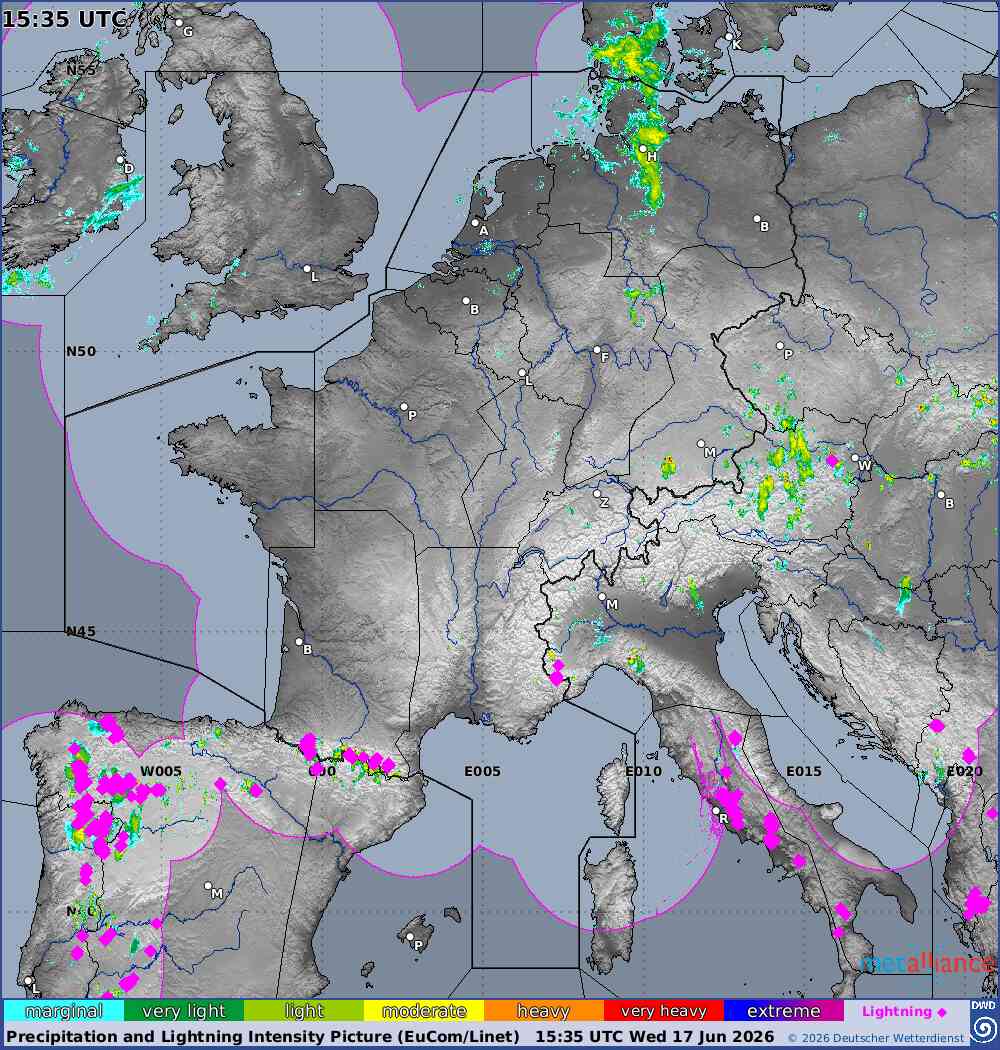 15:35 UTC
G
K
N55
D
H
A
B
L
B
N50
F
P
L
P
M
W
B
Z
M
N45
B
W005
000
E005
E010
E015
E020
R
M
P
L
metalliance
marginal very light light moderate heavy very heavy extreme Lightning
DWD
Precipitation and Lightning Intensity Picture (EuCom/Linet) 15:35 UTC Wed 17 Jun 2026 © 2026 Deutscher Wetterdienst